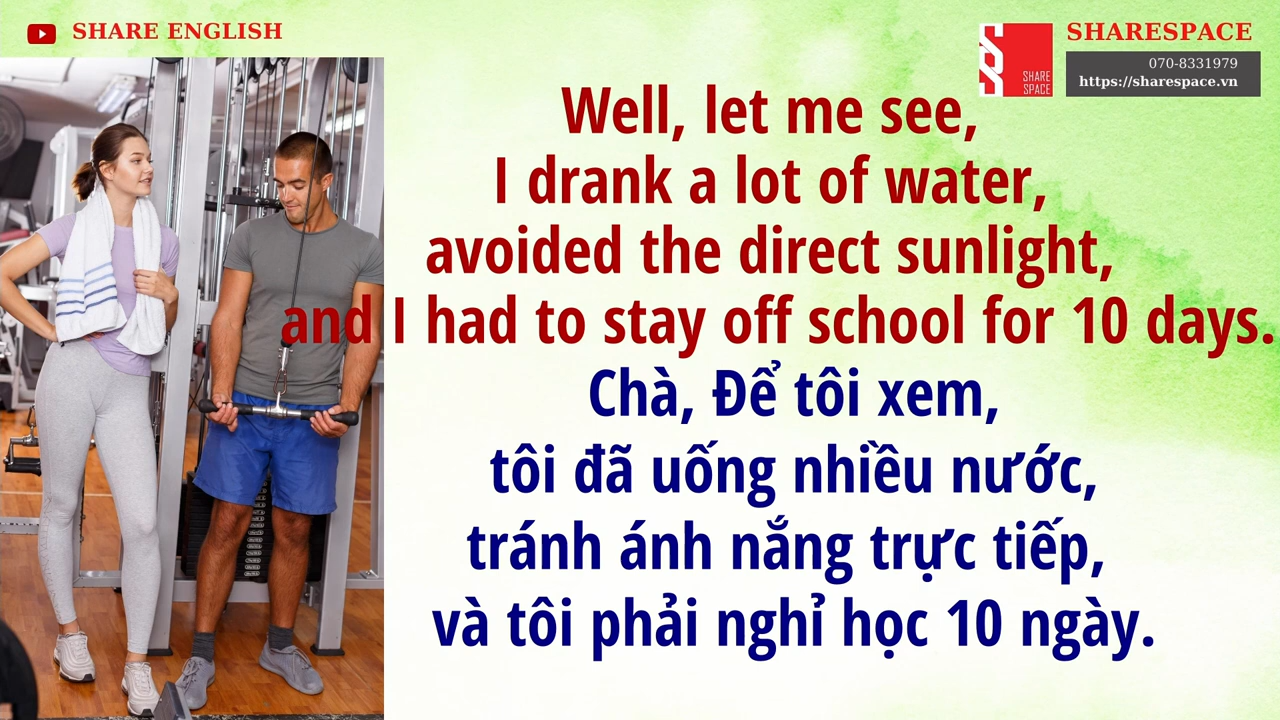 SHARE ENGLISH
SHARESPACE
070-8331979
https://sharespace.vn
SHARE
SPACE
Well, let me see,
I drank a lot of water,
avoided the direct sunlight,
and I had to stay off school for 10 days.
Chà, Để tôi xem,
tôi đã uống nhiều nước,
tránh ánh nắng trực tiếp,
và tôi phải nghỉ học 10 ngày.